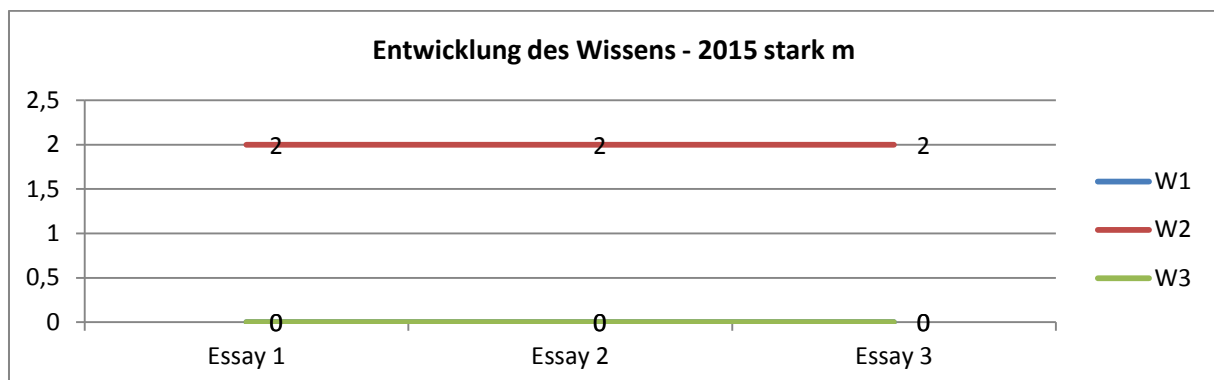 Entwicklung des Wissens - 2015 stark m
2,5
2
1,5
1
0,5
0
2 2 2
0 0 0
Essay 1 Essay 2 Essay 3
W1
W2
W3